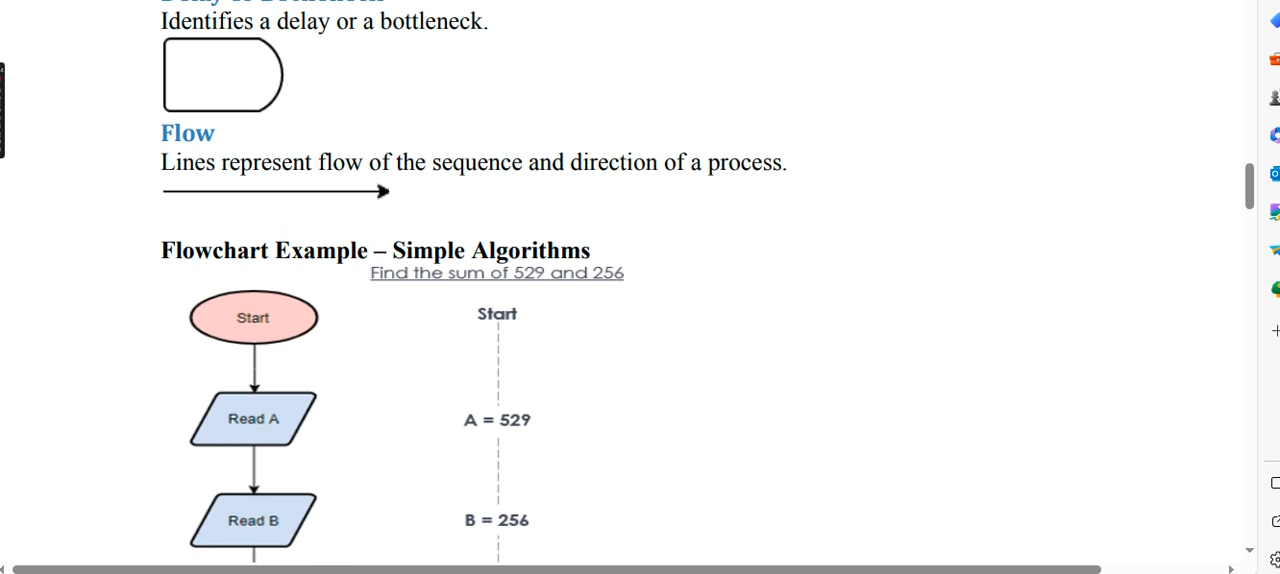 Identifies a delay or a bottleneck.
Flow
Lines represent flow of the sequence and direction of a process.
Flowchart Example – Simple Algorithms
Find the sum of 529 and 256
Start
Start
Read A
A = 529
Read B
B = 256